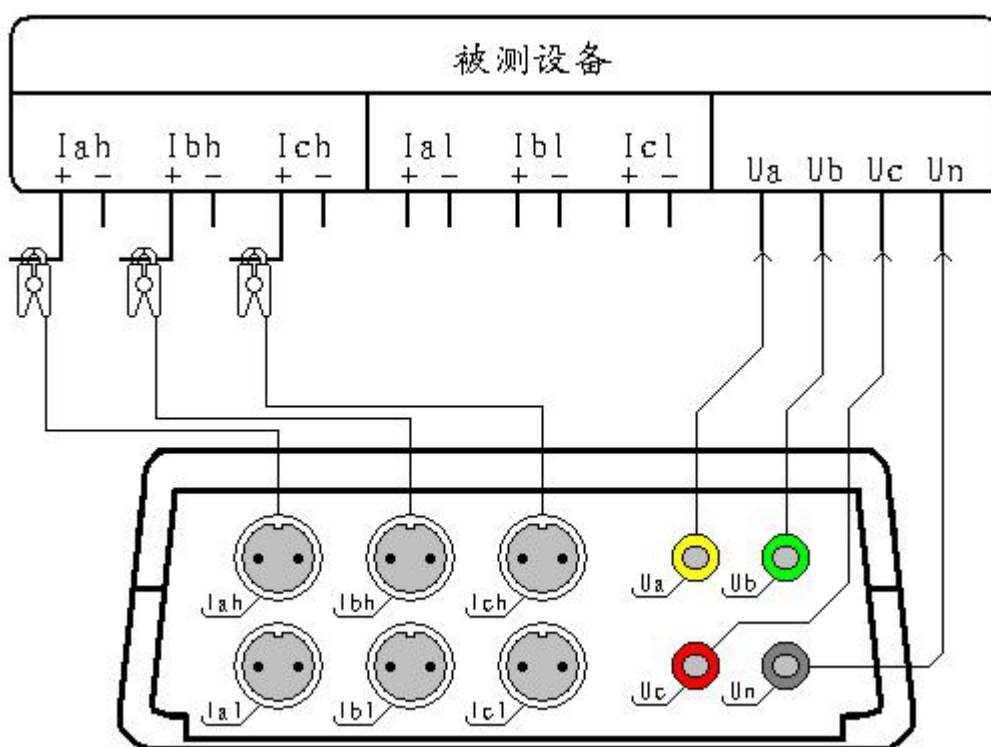 被测设备
Iah Ibh Ich Ial Ibl Icl
+ - + - + - + - + - + -
Ua Ub Uc Un
Iah Ibh Ich Ua Ub
Ial Ibl Icl Uc Un